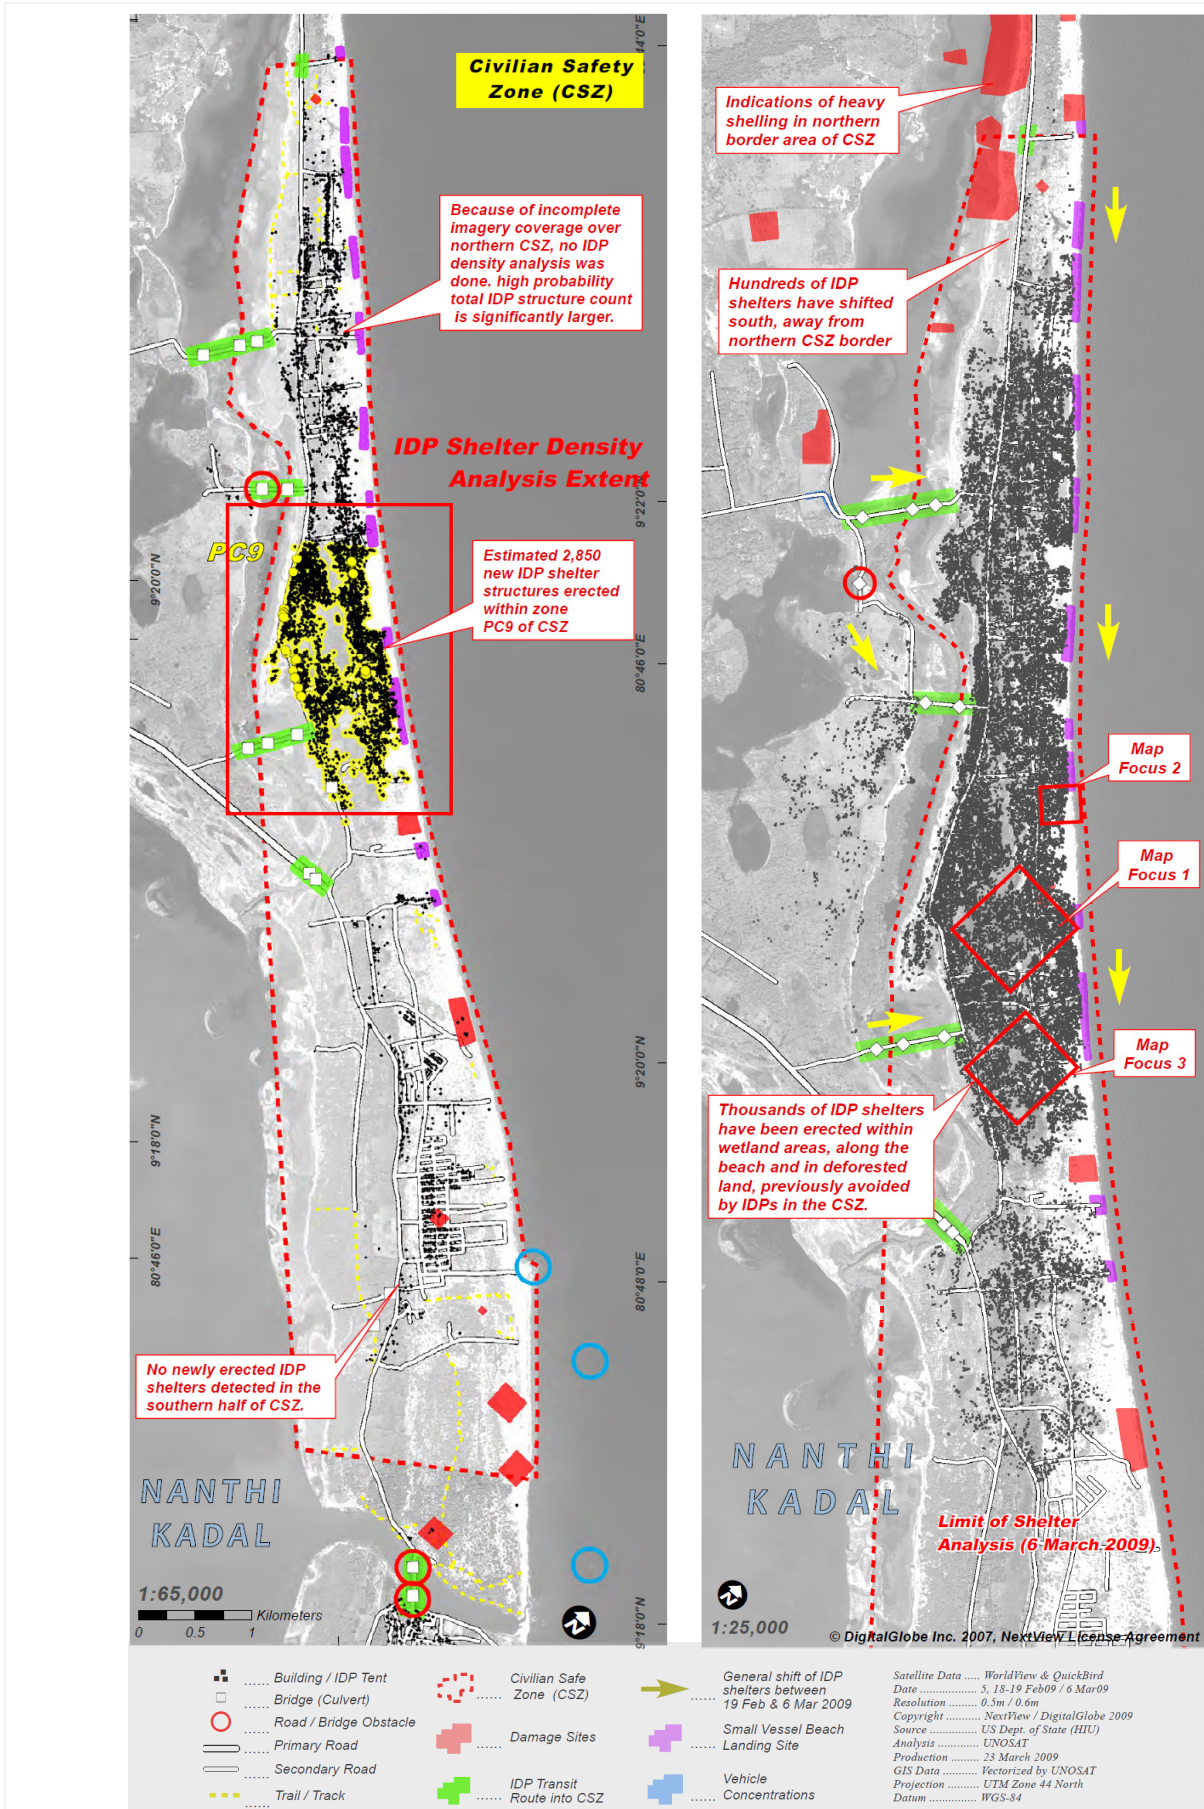 Civilian Safety
Zone (CSZ)
Because of incomplete
imagery coverage over
northern CSZ, no IDP
density analysis was
done. high probability
total IDP structure count
is significantly larger.
IDP Shelter Density
Analysis Extent
PC9
Estimated 2,850
new IDP shelter
structures erected
within zone
PC9 of CSZ
No newly erected IDP
shelters detected in the
southern half of CSZ.
NANTHI
KADAL
1:65,000
Kilometers
0 0.5 1
44'0"E
9°22'0"N
9°20'0"N
80°46'0"E
9°20'0"N
9°18'0"N
80°46'0"E
80°48'0"E
9°18'0"N
Indications of heavy
shelling in northern
border area of CSZ
Hundreds of IDP
shelters have shifted
south, away from
northern CSZ border
Map
Focus 2
Map
Focus 1
Map
Focus 3
Thousands of IDP shelters
have been erected within
wetland areas, along the
beach and in deforested
land, previously avoided
by IDPs in the CSZ.
NANTHI
KADAL
Limit of Shelter
Analysis (6 March 2009)
1:25,000
© DigitalGlobe Inc. 2007, NextView License Agreement
...... Building / IDP Tent
Bridge (Culvert)
...... Road / Bridge Obstacle
...... Primary Road
...... Secondary Road
...... Trail / Track
...... Civilian Safe
Zone (CSZ)
...... Damage Sites
...... IDP Transit
Route into CSZ
...... General shift of IDP
shelters between
19 Feb & 6 Mar 2009
...... Small Vessel Beach
Landing Site
...... Vehicle
Concentrations
Satellite Data ..... WorldView & QuickBird
Date ................. 5, 18-19 Feb09 / 6 Mar09
Resolution ......... 0.5m / 0.6m
Copyright .......... NextView / DigitalGlobe 2009
Source ............... US Dept. of State (HIU)
Analysis ............. UNOSAT
Production ......... 23 March 2009
GIS Data ........... Vectorized by UNOSAT
Projection .......... UTM Zone 44 North
Datum ............... WGS-84